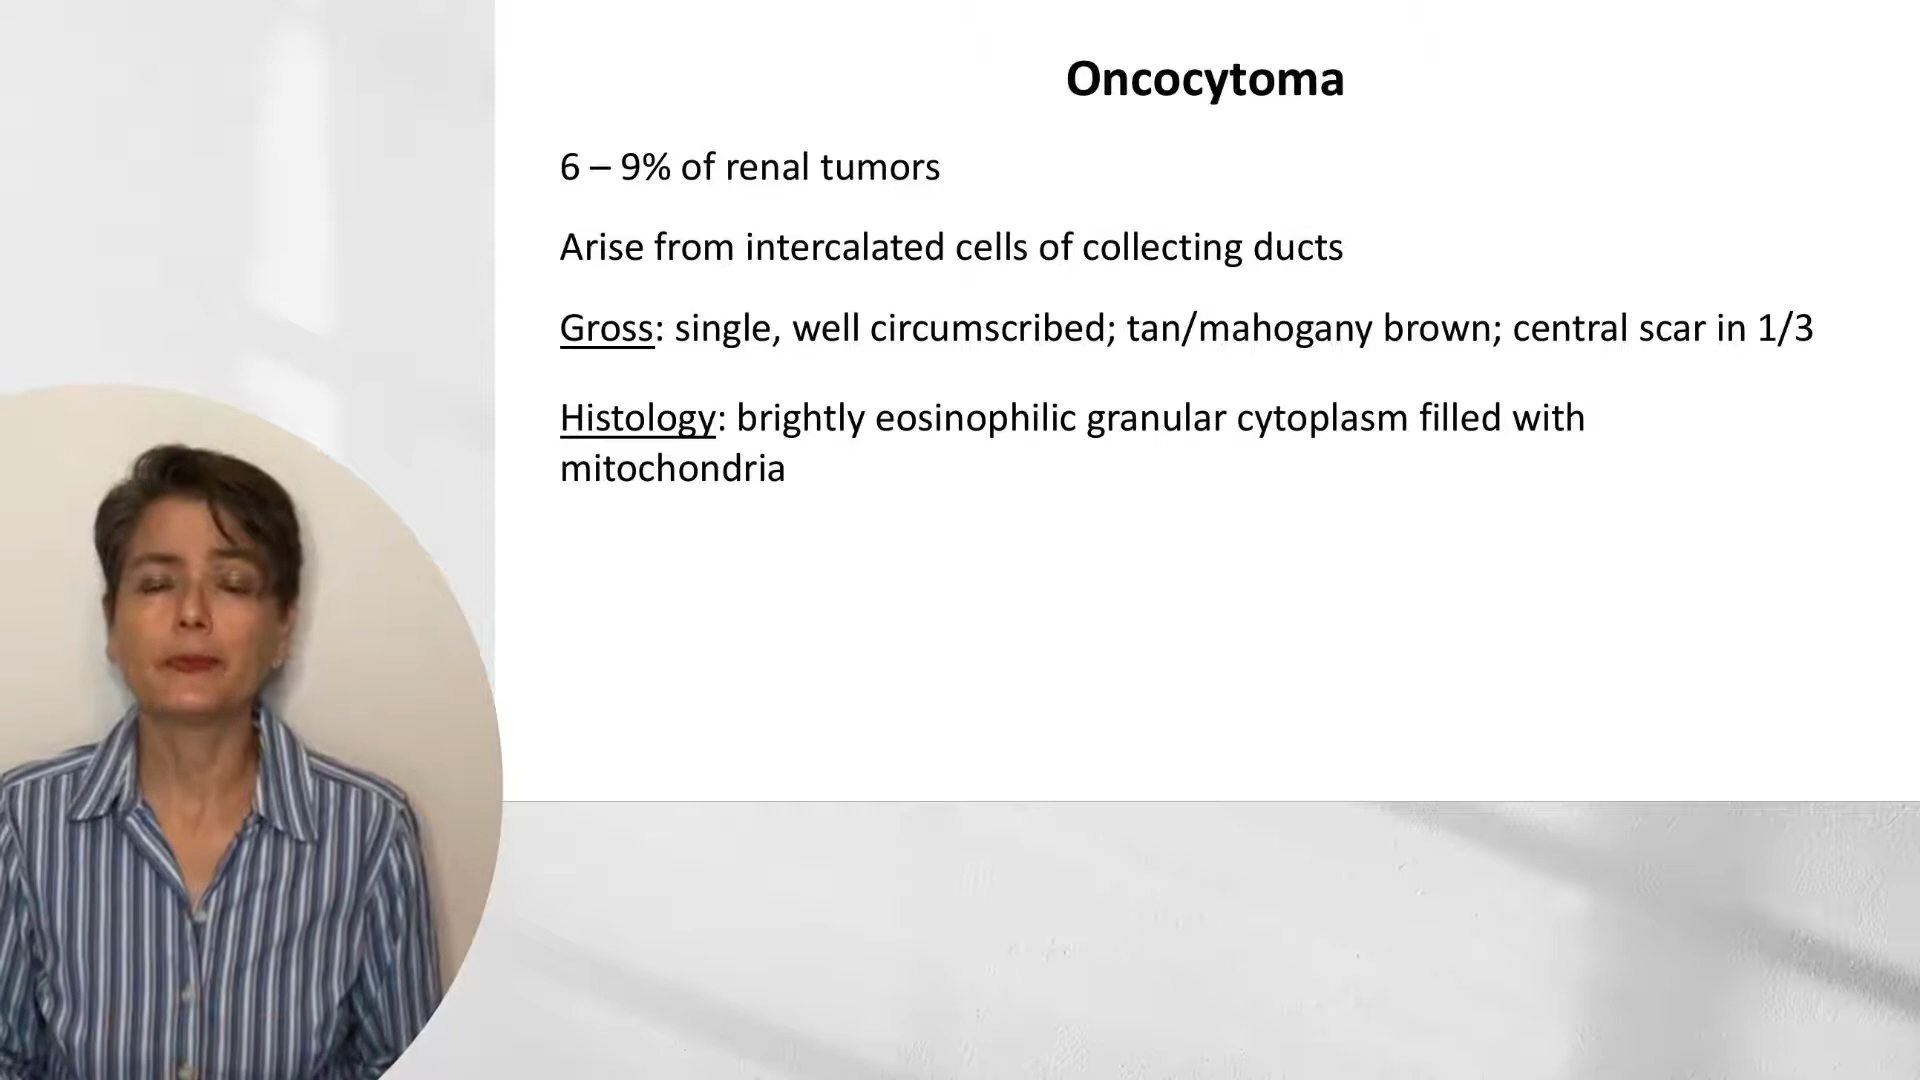 Oncocytoma
6 – 9% of renal tumors
Arise from intercalated cells of collecting ducts
Gross: single, well circumscribed; tan/mahogany brown; central scar in 1/3
Histology: brightly eosinophilic granular cytoplasm filled with
mitochondria